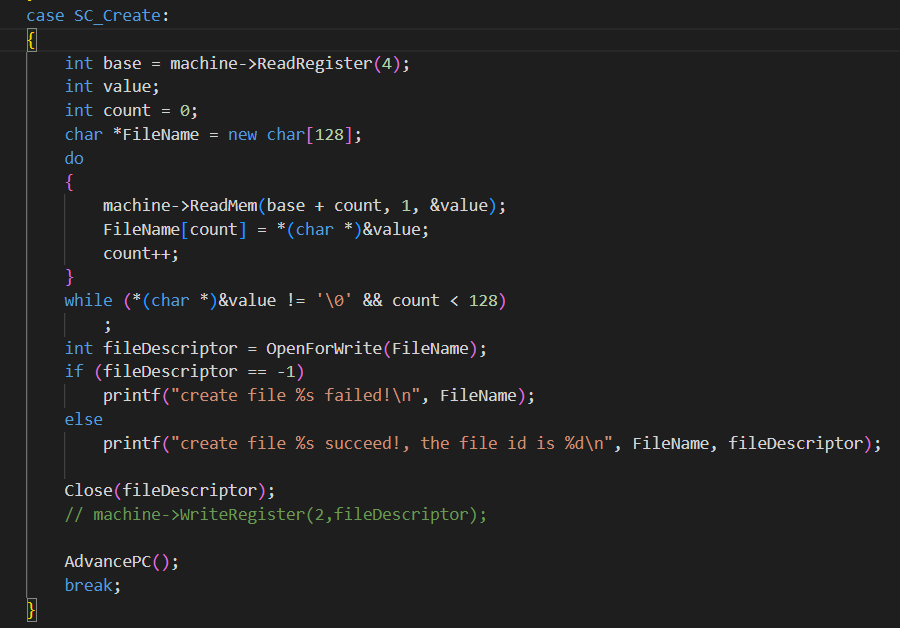 case SC_Create:
{
int base = machine->ReadRegister(4);
int value;
int count = 0;
char *FileName = new char[128];
do
{
machine->ReadMem(base + count, 1, &value);
FileName[count] = *(char *)&value;
count++;
}
while (*(char *)&value != '\0' && count < 128)
;
int fileDescriptor = OpenForWrite(FileName);
if (fileDescriptor == -1)
printf("create file %s failed!\n", FileName);
else
printf("create file %s succeed!, the file id is %d\n", FileName, fileDescriptor);
Close(fileDescriptor);
// machine->WriteRegister(2,fileDescriptor);
AdvancePC();
break;
}